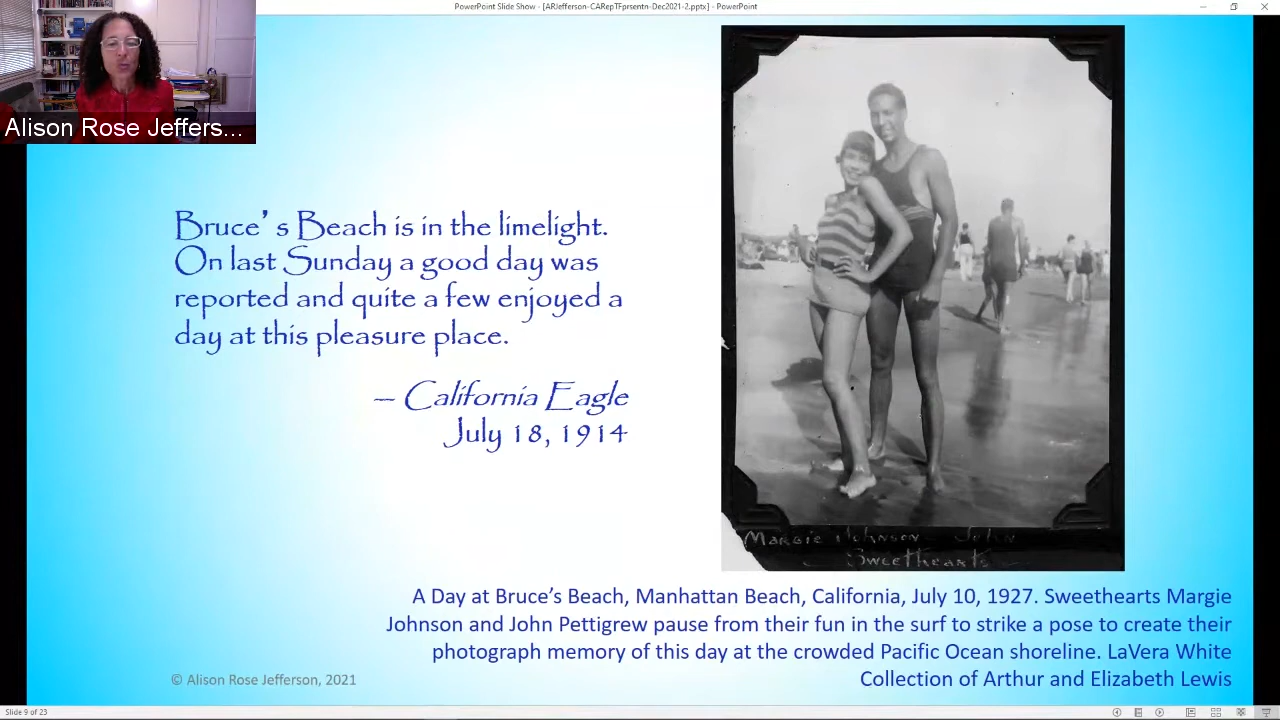 PowerPoint Slide Show - [ARJefferson-CARepTFprsentn-Dec2021-2.pptx] - PowerPoint
Alison Rose Jeffers...
Bruce's Beach is in the limelight.
On last Sunday a good day was
reported and quite a few enjoyed a
day at this pleasure place.
— California Eagle
July 18, 1914
Margie Johnson - John
Sweethearts
A Day at Bruce's Beach, Manhattan Beach, California, July 10, 1927. Sweethearts Margie
Johnson and John Pettigrew pause from their fun in the surf to strike a pose to create their
photograph memory of this day at the crowded Pacific Ocean shoreline. LaVera White
Collection of Arthur and Elizabeth Lewis
© Alison Rose Jefferson, 2021
Slide 9 of 23